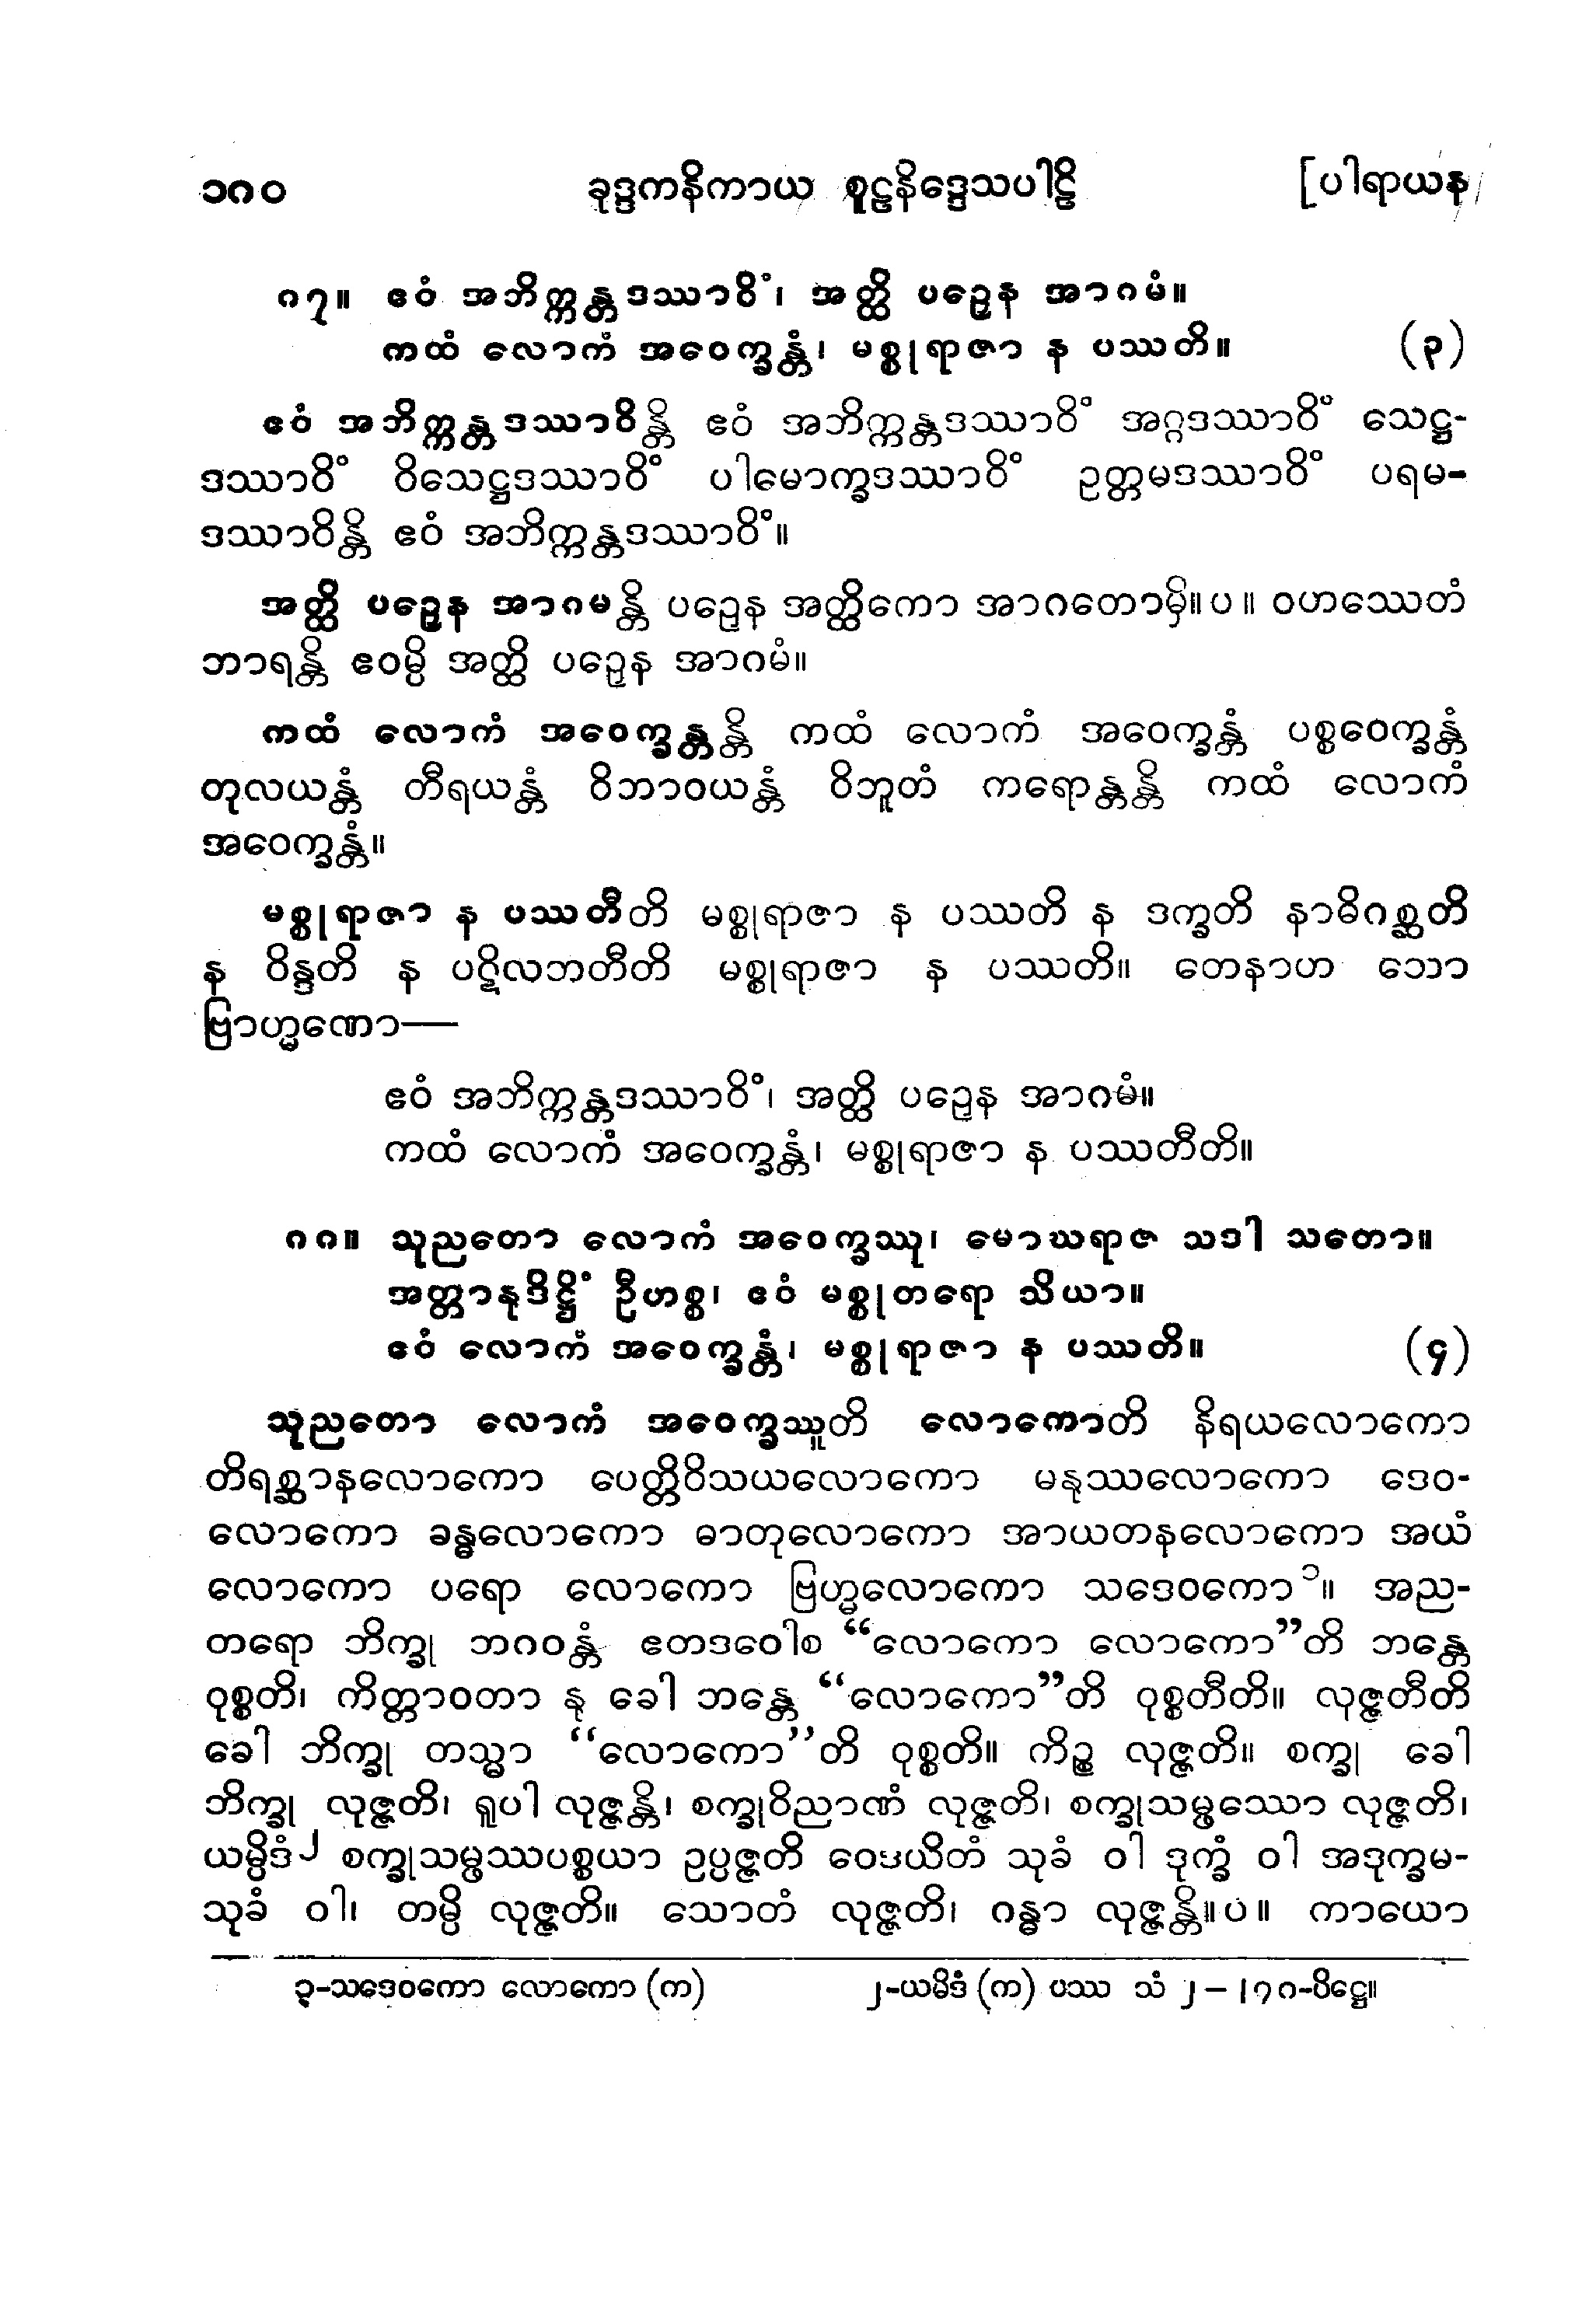 ၁၈၀ ခုဒ္ဒကနိကာယ စူဠနိဒ္ဒေသပါဠိ [ပါရာယန
၈၇။ ဧဝံ အဘိက္ကန္တဒဿာဝိံ၊ အတ္ထိ ပဉှေန အာဂမံ။
ကထံ လောကံ အဝေက္ခန္တံ၊ မစ္စုရာဇာ န ပဿတိ။ (၃)
ဧဝံ အဘိက္ကန္တဒဿာဝိန္တိ ဧဝံ အဘိက္ကန္တဒဿာဝိံ အဂ္ဂဒဿာဝိံ သေဋ္ဌ-
ဒဿာဝိံ ဝိသေဋ္ဌဒဿာဝိံ ပါမောက္ခဒဿာဝိံ ဥတ္တမဒဿာဝိံ ပရမ-
ဒဿာဝိန္တိ ဧဝံ အဘိက္ကန္တဒဿာဝိံ။
အတ္ထိ ပဉှေန အာဂမန္တိ ပဉှေန အတ္ထိကော အာဂတောမှိ။ပ။ ဝဟဿေတံ
ဘာရန္တိ ဧဝမ္ပိ အတ္ထိ ပဉှေန အာဂမံ။
ကထံ လောကံ အဝေက္ခန္တန္တိ ကထံ လောကံ အဝေက္ခန္တံ ပစ္စဝေက္ခန္တံ
တုလယန္တံ တီရယန္တံ ဝိဘာဝယန္တံ ဝိဘူတံ ကရောန္တန္တိ ကထံ လောကံ
အဝေက္ခန္တံ။
မစ္စုရာဇာ န ပဿတီတိ မစ္စုရာဇာ န ပဿတိ န ဒက္ခတိ နာဓိဂစ္ဆတိ
န ဝိန္ဒတိ န ပဋိလဘတီတိ မစ္စုရာဇာ န ပဿတိ။ တေနာဟ သော
ဗြာဟ္မဏော—
ဧဝံ အဘိက္ကန္တဒဿာဝိံ၊ အတ္ထိ ပဉှေန အာဂမံ။
ကထံ လောကံ အဝေက္ခန္တံ၊ မစ္စုရာဇာ န ပဿတီတိ။
၈၈။ သုညတော လောကံ အဝေက္ခဿု၊ မောဃရာဇ သဒါ သတော။
အတ္တာနုဒိဋ္ဌိံ ဦဟစ္စ၊ ဧဝံ မစ္စုတရော သိယာ။
ဧဝံ လောကံ အဝေက္ခန္တံ၊ မစ္စုရာဇာ န ပဿတိ။ (၄)
သုညတော လောကံ အဝေက္ခဿူတိ လောကောတိ နိရယလောကော
တိရစ္ဆာနလောကော ပေတ္တိဝိသယလောကော မနုဿလောကော ဒေဝ-
လောကော ခန္ဓလောကော ဓာတုလောကော အာယတနလောကော အယံ
လောကော ပရော လောကော ဗြဟ္မလောကော သဒေဝကော၁။ အည-
တရော ဘိက္ခု ဘဂဝန္တံ ဧတဒဝေါစ “လောကော လောကော”တိ ဘန္တေ
ဝုစ္စတိ၊ ကိတ္တာဝတာ နု ခေါ ဘန္တေ “လောကော”တိ ဝုစ္စတီတိ။ လုဇ္ဇတီတိ
ခေါ ဘိက္ခု တသ္မာ “လောကော”တိ ဝုစ္စတိ။ ကိဉ္စ လုဇ္ဇတိ။ စက္ခု ခေါ
ဘိက္ခု လုဇ္ဇတိ၊ ရူပါ လုဇ္ဇန္တိ၊ စက္ခုဝိညာဏံ လုဇ္ဇတိ၊ စက္ခုသမ္ဖဿော လုဇ္ဇတိ၊
ယမ္ပိဒံ၂ စက္ခုသမ္ဖဿပစ္စယာ ဥပ္ပဇ္ဇတိ ဝေဒယိတံ သုခံ ဝါ ဒုက္ခံ ဝါ အဒုက္ခမ-
သုခံ ဝါ၊ တမ္ပိ လုဇ္ဇတိ။ သောတံ လုဇ္ဇတိ၊ ဂန္ဓာ လုဇ္ဇန္တိ။ပ။ ကာယော
၁-သဒေဝကော လောကော (က) ၂-ယမိဒံ (က) ပဿ သံ ၂ – ၂၇၈-ပိဋ္ဌေ။